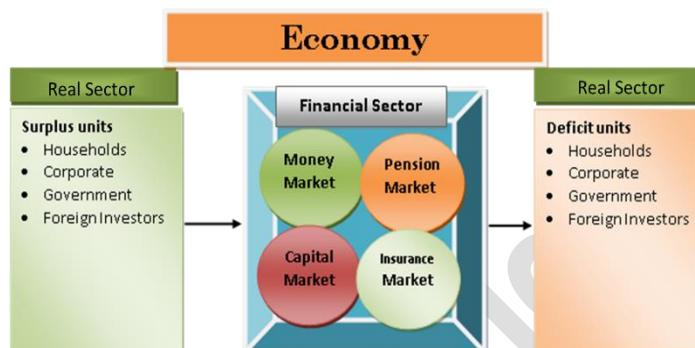 Economy
Real Sector
Surplus units
• Households
• Corporate
• Government
• Foreign Investors
Financial Sector
Money
Market
Pension
Market
Capital
Market
Insurance
Market
Real Sector
Deficit units
• Households
• Corporate
• Government
• Foreign Investors